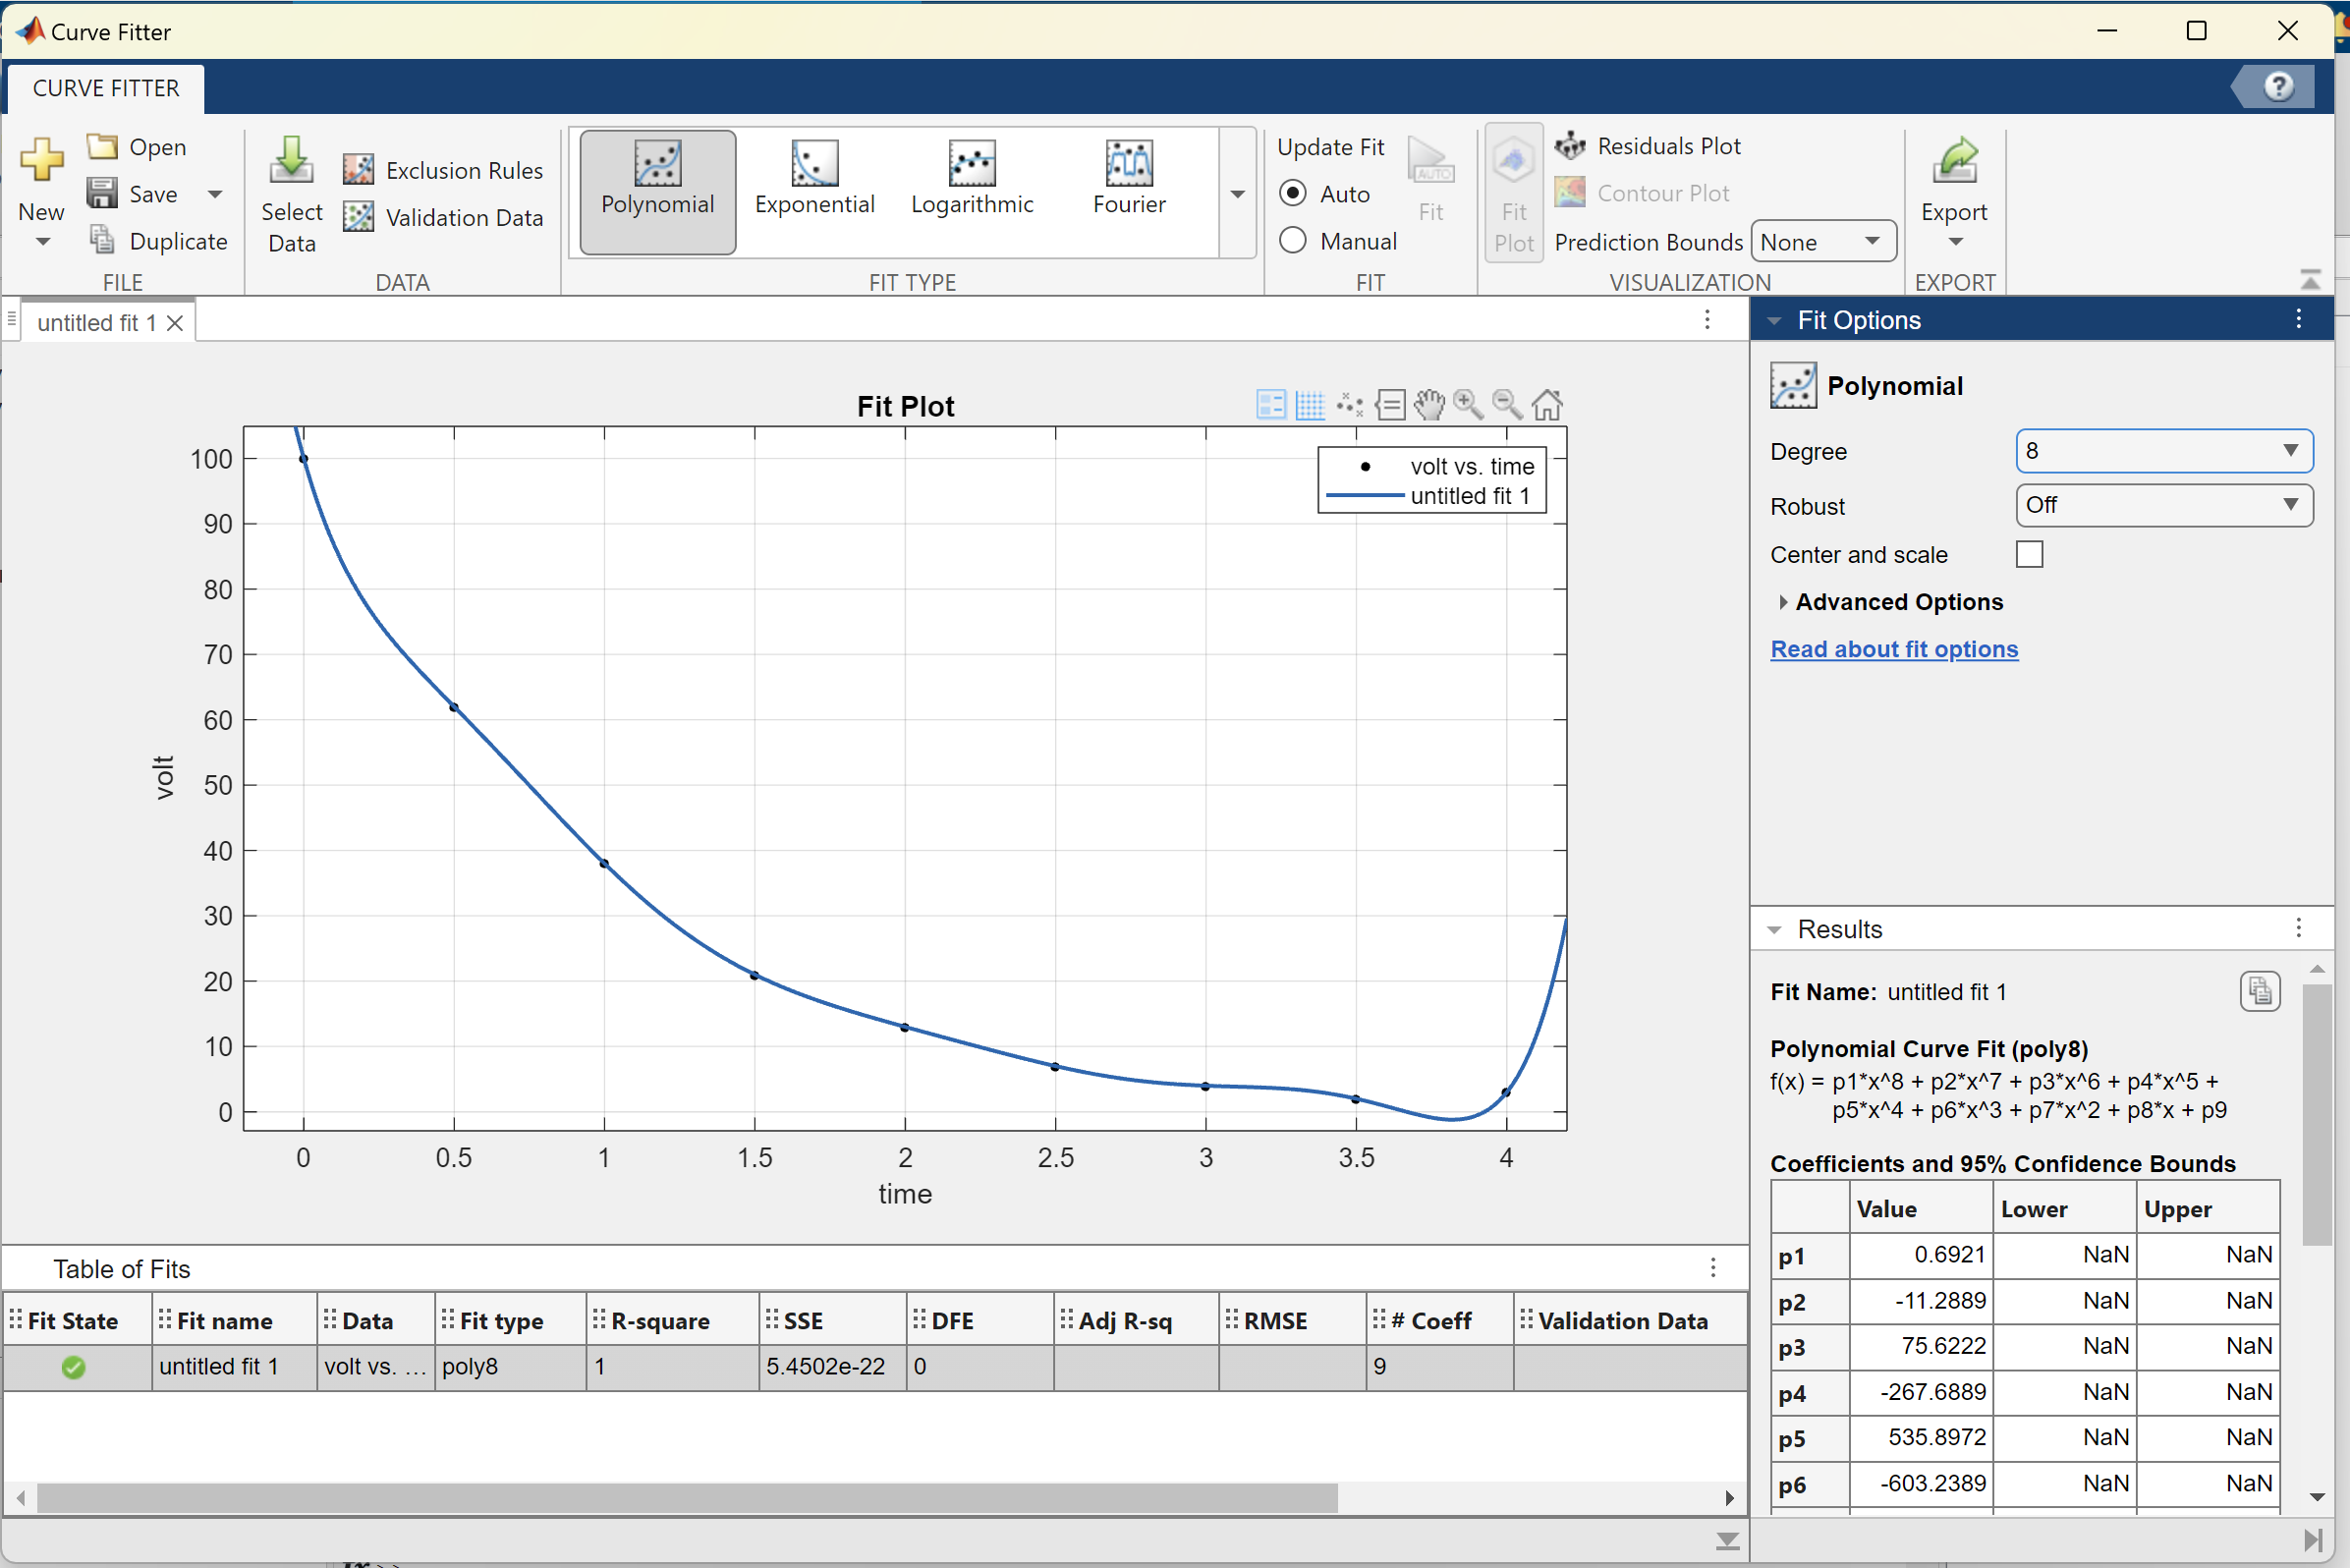 Curve Fitter
CURVE FITTER
?
New
Open
Save
Duplicate
FILE
Select Data
Exclusion Rules
Validation Data
DATA
Polynomial
Exponential
Logarithmic
Fourier
FIT TYPE
Update Fit
Auto
Manual
AUTO
Fit
FIT
Fit Plot
Residuals Plot
Contour Plot
Prediction Bounds None
VISUALIZATION
Export
EXPORT
untitled fit 1
Fit Plot
volt vs. time
untitled fit 1
100
90
80
70
60
50
40
30
20
10
0
volt
0 0.5 1 1.5 2 2.5 3 3.5 4
time
Fit Options
Polynomial
Degree 8
Robust Off
Center and scale
Advanced Options
Read about fit options
Results
Fit Name: untitled fit 1
Polynomial Curve Fit (poly8)
f(x) = p1*x^8 + p2*x^7 + p3*x^6 + p4*x^5 +
p5*x^4 + p6*x^3 + p7*x^2 + p8*x + p9
Coefficients and 95% Confidence Bounds
Value Lower Upper
p1 0.6921 NaN NaN
p2 -11.2889 NaN NaN
p3 75.6222 NaN NaN
p4 -267.6889 NaN NaN
p5 535.8972 NaN NaN
p6 -603.2389 NaN NaN
Table of Fits
Fit State Fit name Data Fit type R-square SSE DFE Adj R-sq RMSE # Coeff Validation Data
untitled fit 1 volt vs. ... poly8 1 5.4502e-22 0 9